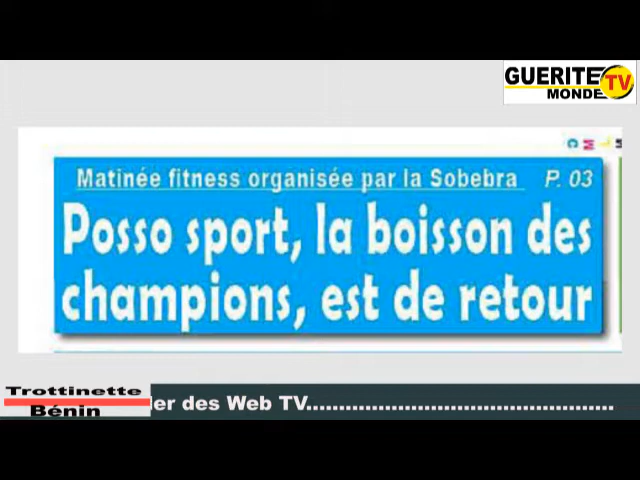 GUERITE TV
MONDE
C M J N
Matinée fitness organisée par la Sobebra P. 03
Posso sport, la boisson des
champions, est de retour
Trottinette
Bénin
der des Web TV..................................................